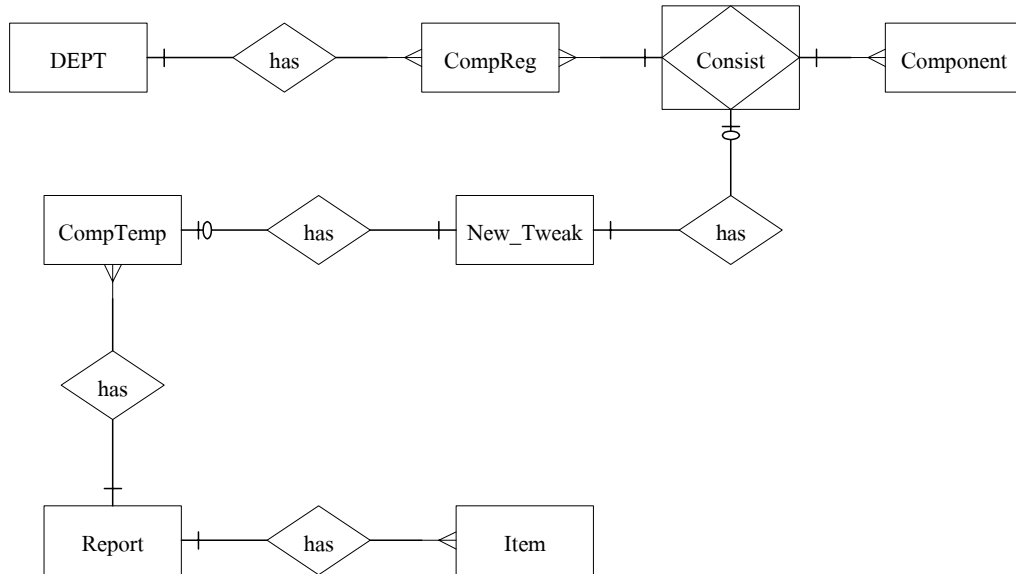 DEPT
has
CompReg
Consist
Component
CompTemp
has
New_Tweak
has
has
Report
has
Item